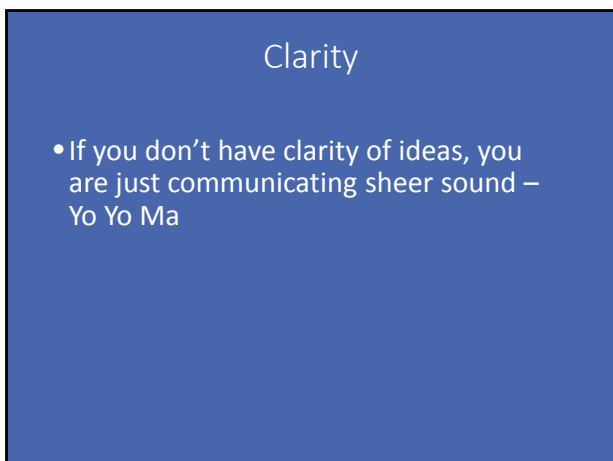 Clarity
•If you don’t have clarity of ideas, you
are just communicating sheer sound –
Yo Yo Ma